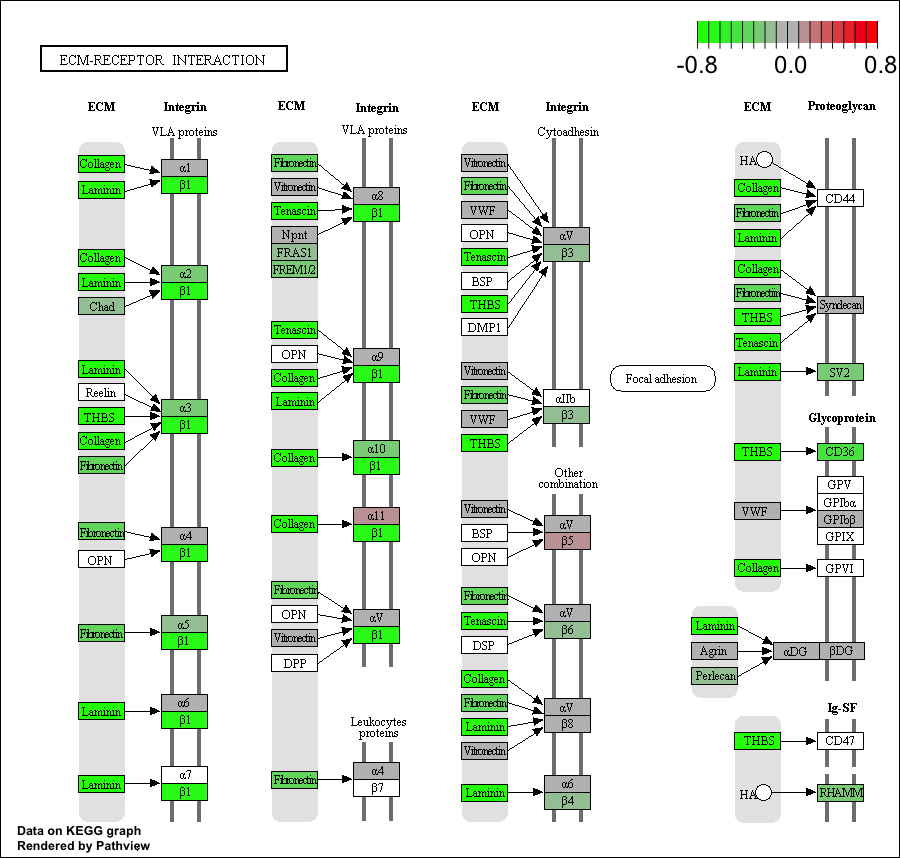 -0.8 0.0 0.8
ECM-RECEPTOR INTERACTION
ECM Integrin
VLA proteins
Collagen
Laminin
α1
β1
Collagen
Laminin
Chad
α2
β1
Laminin
Reelin
THBS
Collagen
Fibronectin
α3
β1
Fibronectin
OPN
α4
β1
Fibronectin
α5
β1
Laminin
α6
β1
Laminin
α7
β1
ECM Integrin
VLA proteins
Fibronectin
Vitronectin
Tenascin
Npnt
FRAS1
FREM1/2
α8
β1
Tenascin
OPN
Collagen
Laminin
α9
β1
Collagen
α10
β1
Collagen
α11
β1
Fibronectin
OPN
Vitronectin
DPP
αV
β1
Leukocytes
proteins
Fibronectin
α4
β7
ECM Integrin
Cytoadhesin
Vitronectin
Fibronectin
VWF
OPN
Tenascin
BSP
THBS
DMP1
αV
β3
Vitronectin
Fibronectin
VWF
THBS
αIIb
β3
Other
combination
Vitronectin
BSP
OPN
αV
β5
Fibronectin
Tenascin
DSP
αV
β6
Collagen
Fibronectin
Laminin
Vitronectin
αV
β8
Laminin
α6
β4
Focal adhesion
ECM Proteoglycan
HA
Collagen
Fibronectin
Laminin
CD44
Collagen
Fibronectin
THBS
Tenascin
Syndecan
Laminin
SV2
Glycoprotein
THBS
CD36
VWF
GPV
GPIbα
GPIbβ
GPIX
Collagen
GPVI
Laminin
Agrin
Perlecan
αDG
βDG
Ig-SF
THBS
CD47
HA
RHAMM
Data on KEGG graph
Rendered by Pathview